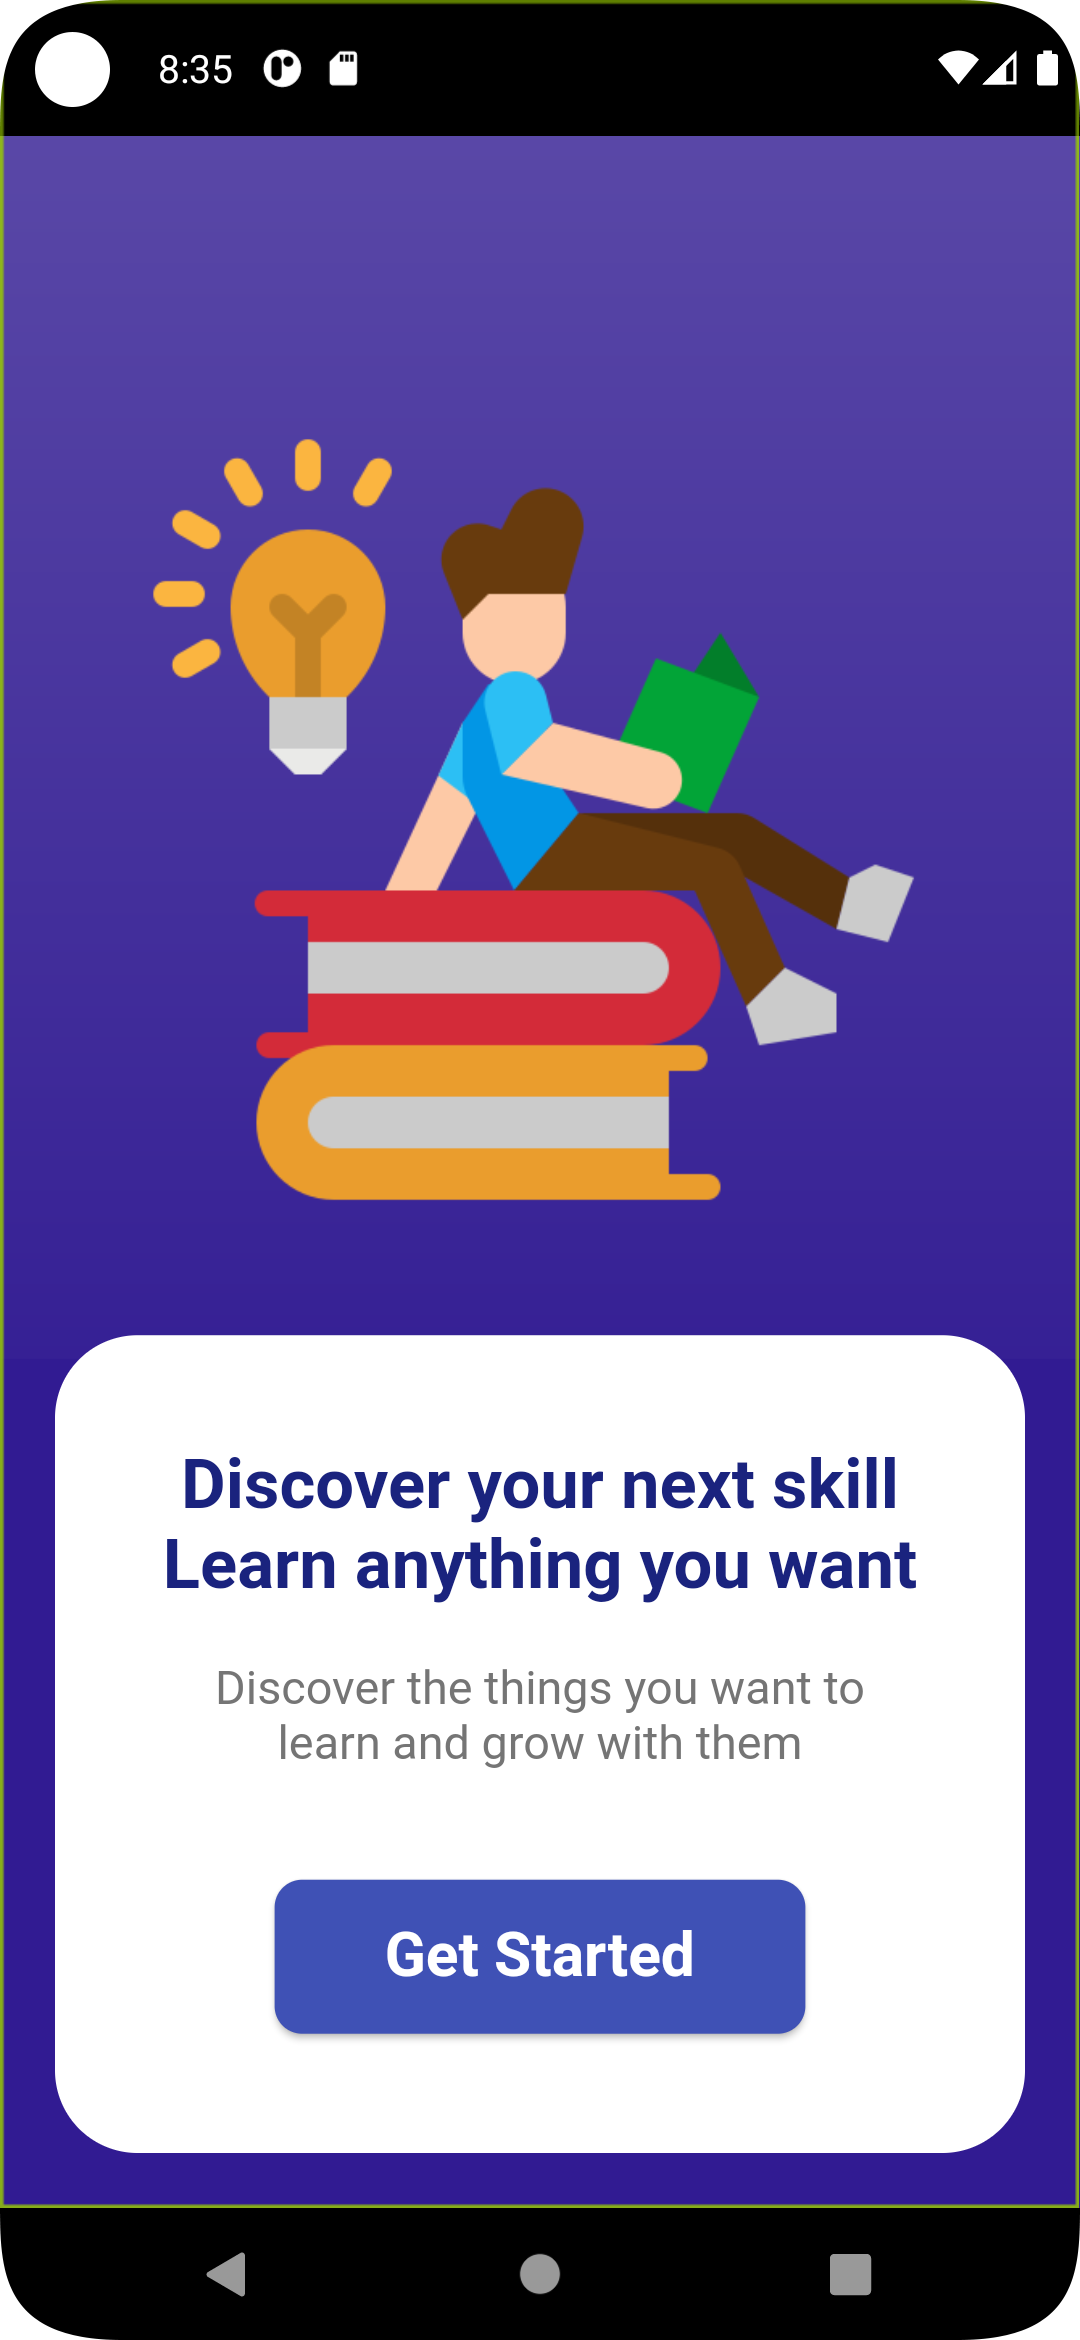 8:35
Discover your next skill
Learn anything you want
Discover the things you want to
learn and grow with them
Get Started